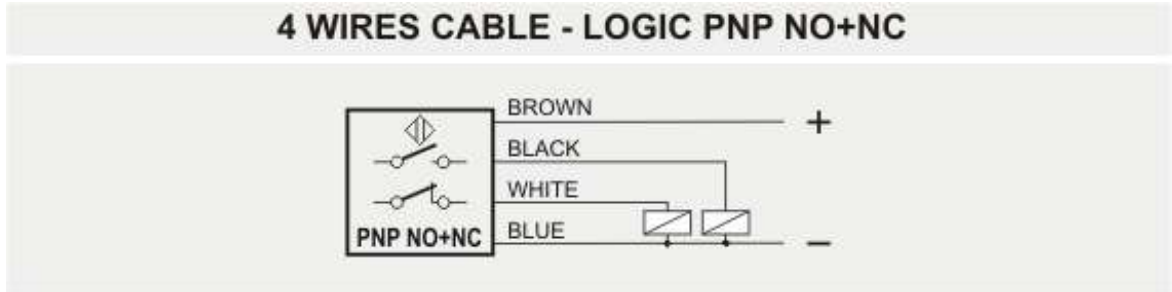 4 WIRES CABLE - LOGIC PNP NO+NC
BROWN
+
BLACK
WHITE
BLUE
−
PNP NO+NC